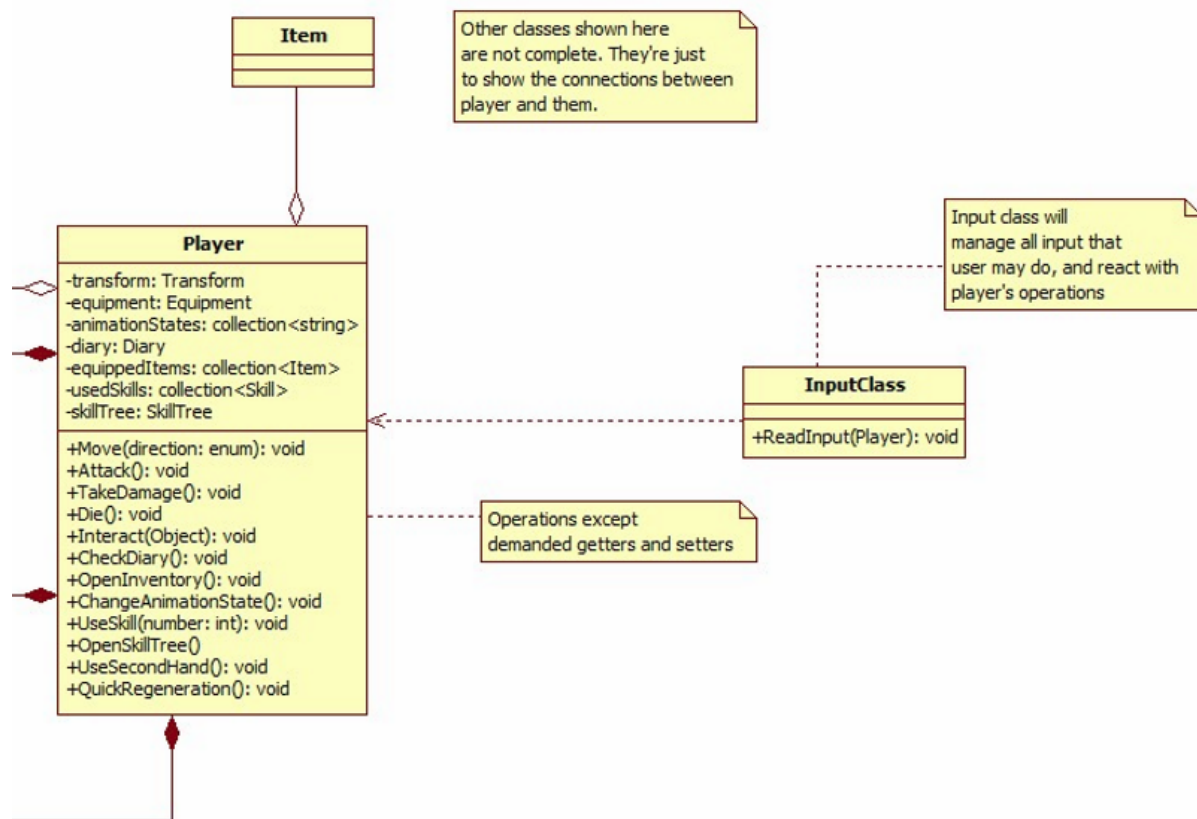 Item
Other classes shown here
are not complete. They're just
to show the connections between
player and them.
Player
-transform: Transform
-equipment: Equipment
-animationStates: collection<string>
-diary: Diary
-equippedItems: collection<Item>
-usedSkills: collection<Skill>
-skillTree: SkillTree
+Move(direction: enum): void
+Attack(): void
+TakeDamage(): void
+Die(): void
+Interact(Object): void
+CheckDiary(): void
+OpenInventory(): void
+ChangeAnimationState(): void
+UseSkill(number: int): void
+OpenSkillTree()
+UseSecondHand(): void
+QuickRegeneration(): void
Input class will
manage all input that
user may do, and react with
player's operations
InputClass
+ReadInput(Player): void
Operations except
demanded getters and setters